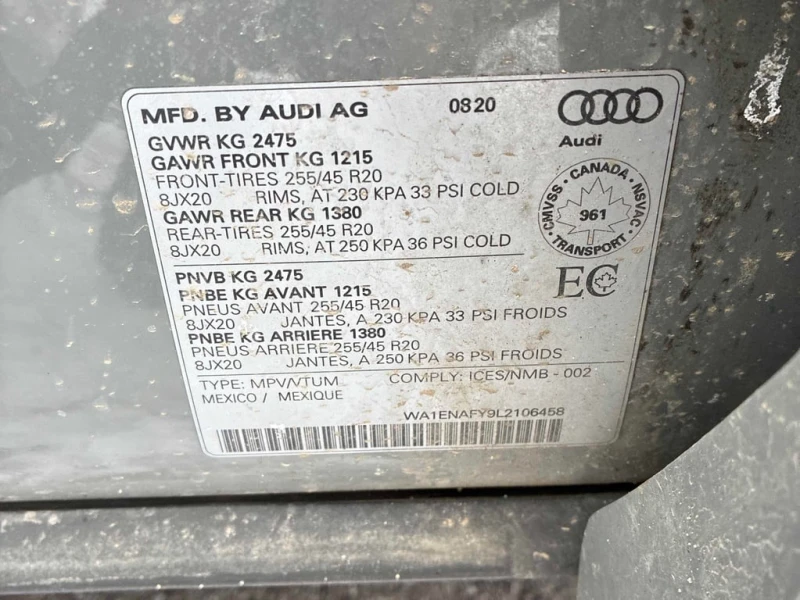 MFD. BY AUDI AG 0820
GVWR KG 2475
Audi
GAWR FRONT KG 1215
FRONT-TIRES 255/45 R20
8JX20 RIMS, AT 230 KPA 33 PSI COLD
GAWR REAR KG 1380
REAR-TIRES 255/45 R20
8JX20 RIMS, AT 250 KPA 36 PSI COLD
CMVSS - CANADA - NSVAC
961
TRANSPORT
PNVB KG 2475
EC
PNBE KG AVANT 1215
PNEUS AVANT 255/45 R20
8JX20 JANTES, A 230 KPA 33 PSI FROIDS
PNBE KG ARRIERE 1380
PNEUS ARRIERE 255/45 R20
8JX20 JANTES, A 250 KPA 36 PSI FROIDS
TYPE: MPV/VTUM COMPLY: ICES/NMB - 002
MEXICO / MEXIQUE
WA1ENAFY9L2106458